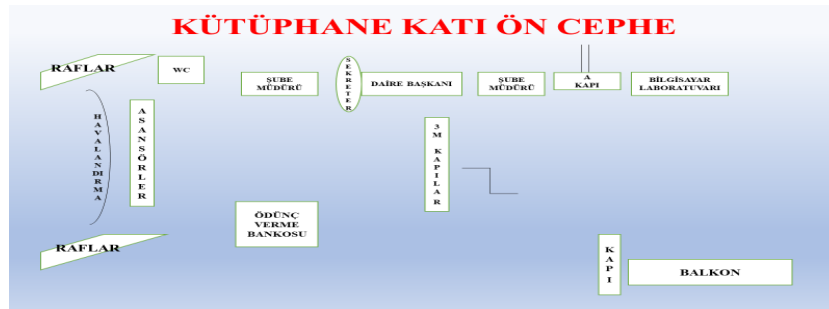 KÜTÜPHANE KATI ÖN CEPHE
RAFLAR
WC
ŞUBE
MÜDÜRÜ
SEKRETER
DAİRE BAŞKANI
ŞUBE
MÜDÜRÜ
A
KAPI
BİLGİSAYAR
LABORATUVARI
HAVALANDIRMA
ASANSÖRLER
3M KAPILAR
ÖDÜNÇ
VERME
BANKOSU
RAFLAR
KAPI
BALKON